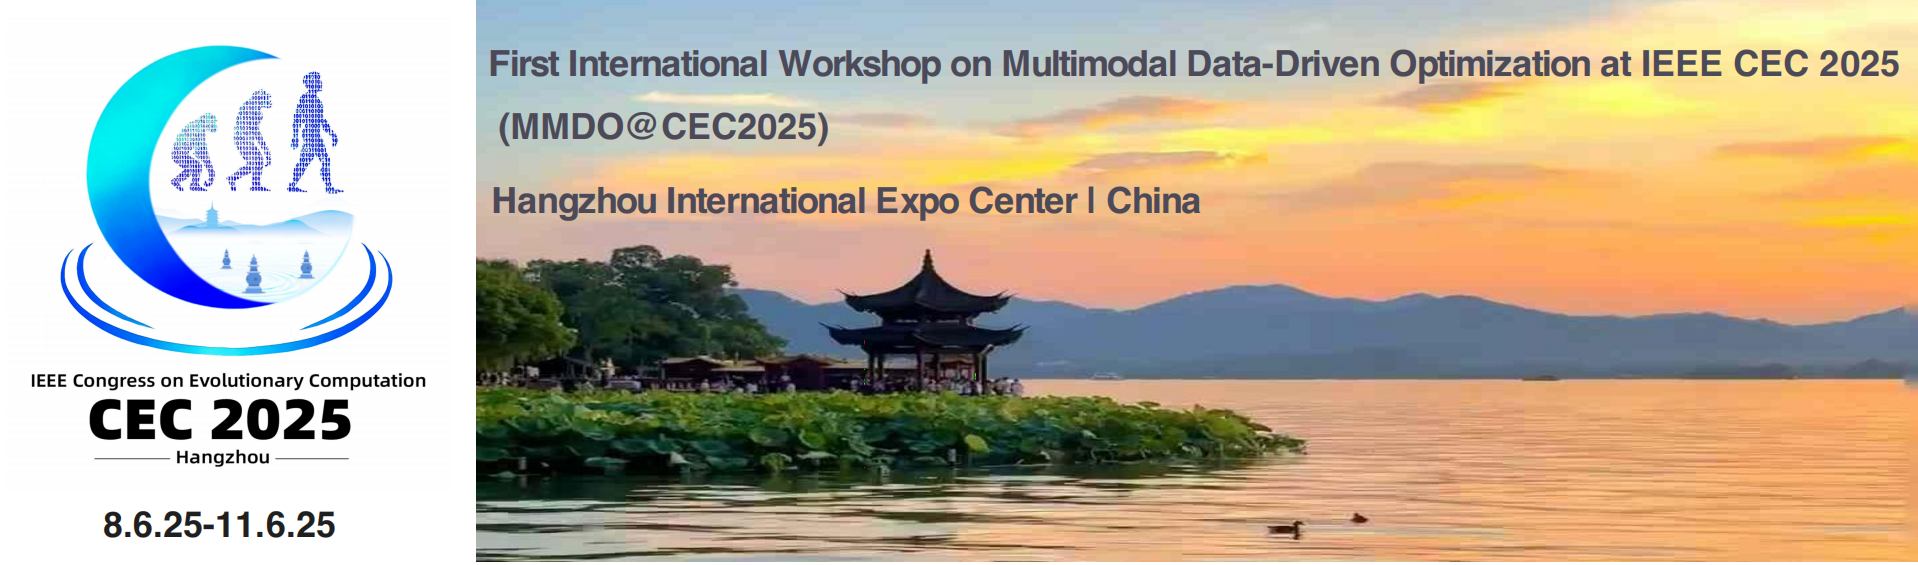 IEEE Congress on Evolutionary Computation
CEC 2025
Hangzhou
8.6.25-11.6.25
First International Workshop on Multimodal Data-Driven Optimization at IEEE CEC 2025
(MMDO@CEC2025)
Hangzhou International Expo Center | China